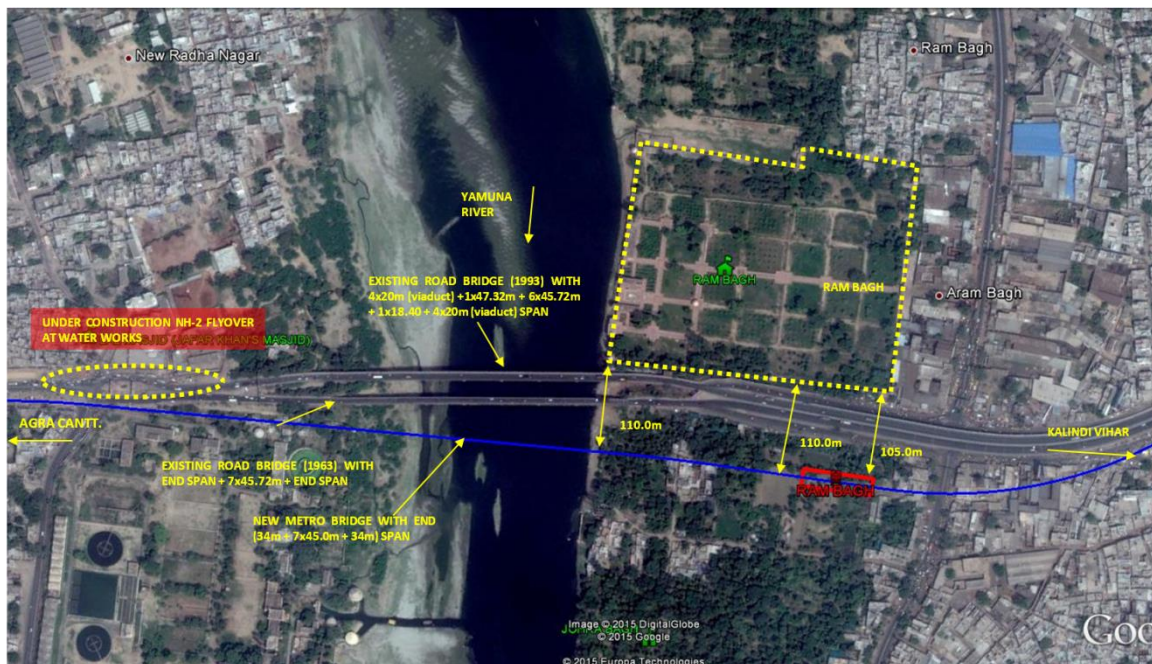 New Radha Nagar
Ram Bagh
YAMUNA
RIVER
RAM BAGH
RAM BAGH
Aram Bagh
EXISTING ROAD BRIDGE (1993) WITH
4x20m (viaduct) +1x47.32m + 6x45.72m
+ 1x18.40 + 4x20m (viaduct) SPAN
UNDER CONSTRUCTION NH-2 FLYOVER
AT WATER WORKS
MASJID)
AGRA CANTT.
110.0m
110.0m
105.0m
KALINDI VIHAR
EXISTING ROAD BRIDGE (1963) WITH
END SPAN + 7x45.72m + END SPAN
RAM BAGH
NEW METRO BRIDGE WITH END
(34m + 7x45.0m + 34m) SPAN
Image © 2015 DigitalGlobe
© 2015 Google
© 2015 Europa Technologies
Goo